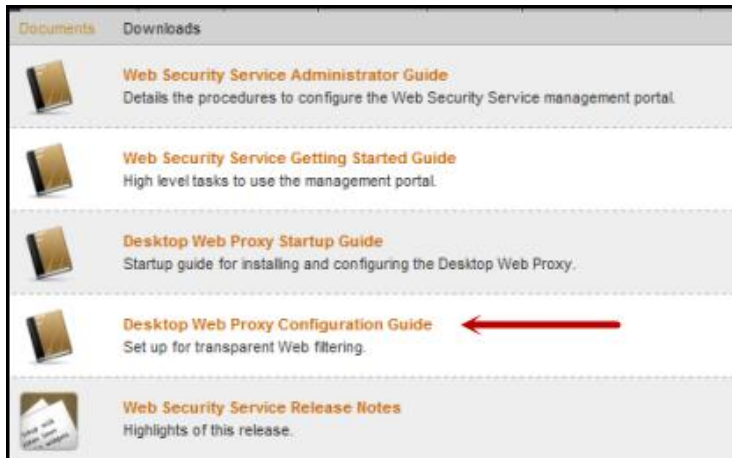 Documents Downloads
Web Security Service Administrator Guide
Details the procedures to configure the Web Security Service management portal.
Web Security Service Getting Started Guide
High level tasks to use the management portal.
Desktop Web Proxy Startup Guide
Startup guide for installing and configuring the Desktop Web Proxy.
Desktop Web Proxy Configuration Guide
Set up for transparent Web filtering.
Web Security Service Release Notes
Highlights of this release.